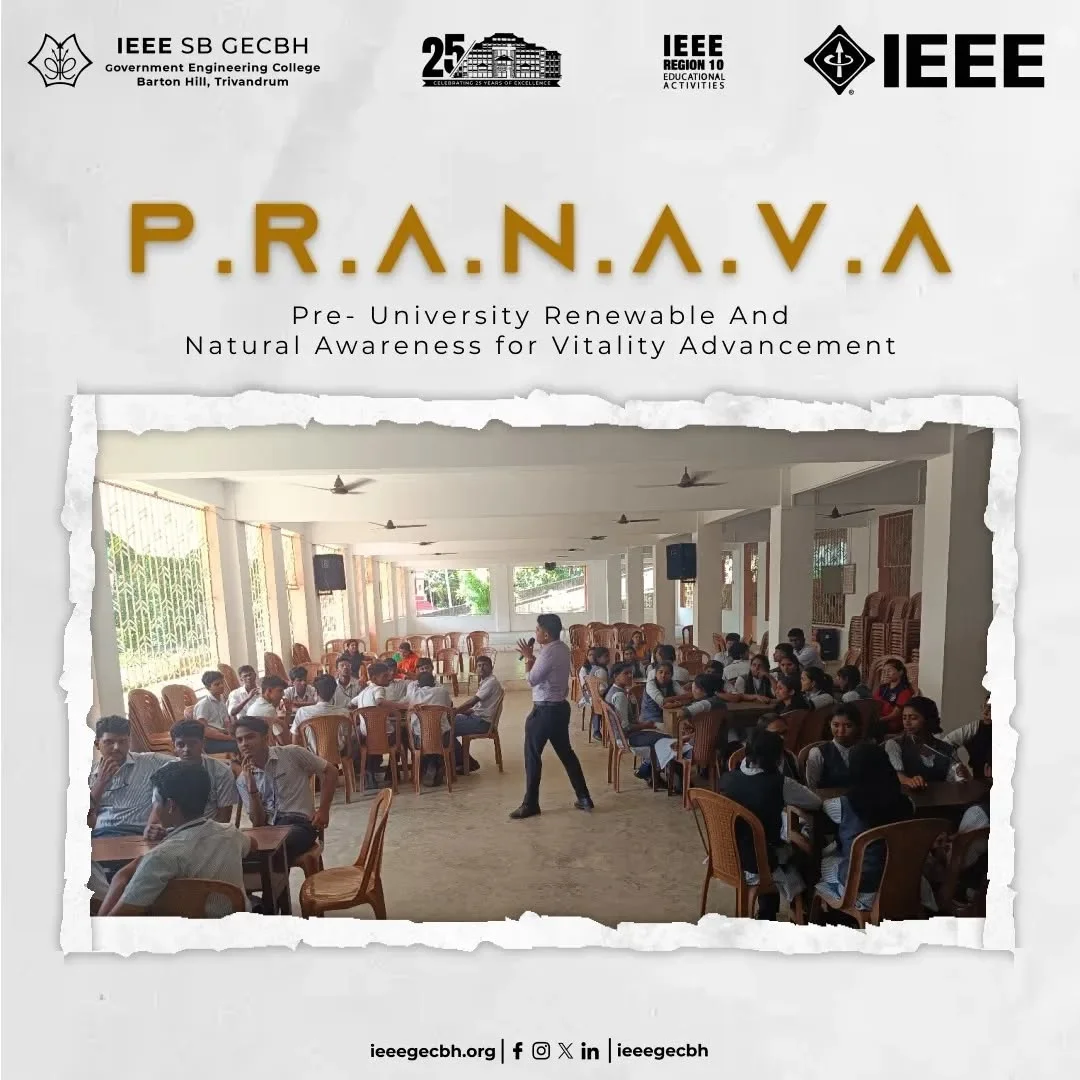 IEEE SB GECBH
Government Engineering College
Barton Hill, Trivandrum
25
CELEBRATING 25 YEARS OF EXCELLENCE
IEEE
REGION 10
EDUCATIONAL
ACTIVITIES
IEEE
P.R.A.N.A.V.A
Pre- University Renewable And
Natural Awareness for Vitality Advancement
ieeegecbh.org | ieeegecbh